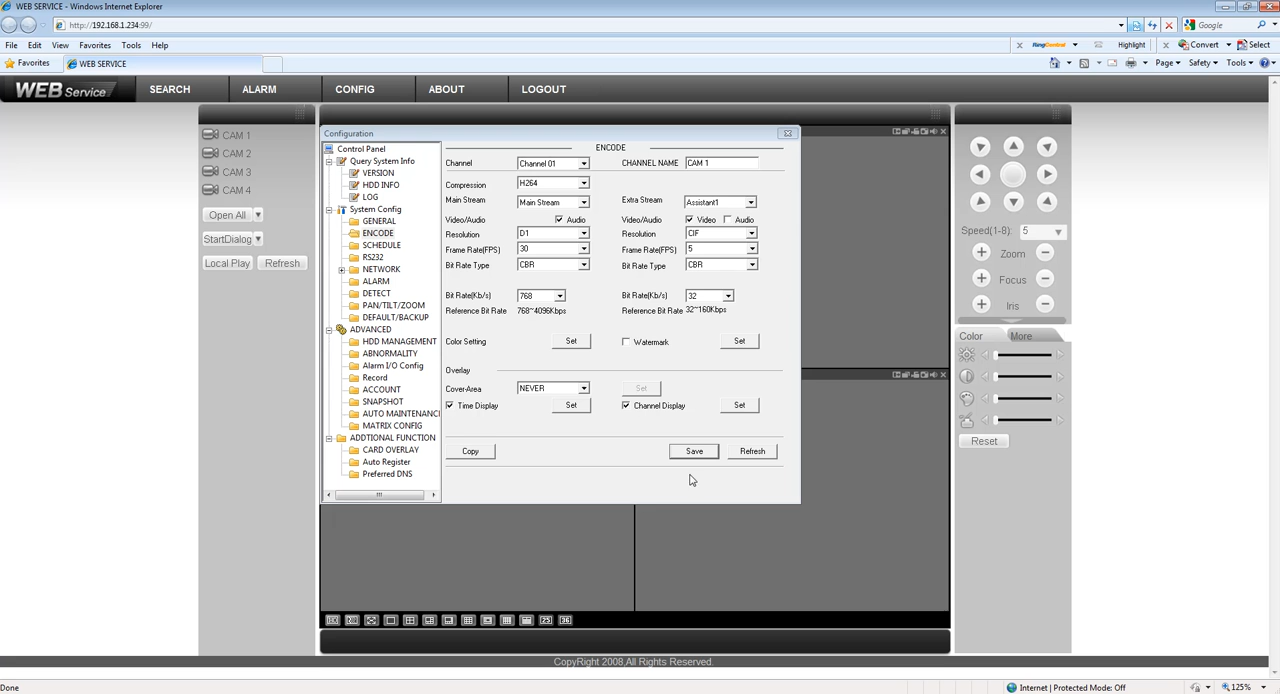 WEB SERVICE - Windows Internet Explorer
http://192.168.1.234:99/
Google
File Edit View Favorites Tools Help
RingCentral Highlight Convert Select
Favorites WEB SERVICE
Page Safety Tools
WEB Service SEARCH ALARM CONFIG ABOUT LOGOUT
CAM 1
CAM 2
CAM 3
CAM 4
Open All
StartDialog
Local Play Refresh
Configuration
Control Panel
Query System Info
VERSION
HDD INFO
LOG
System Config
GENERAL
ENCODE
SCHEDULE
RS232
NETWORK
ALARM
DETECT
PAN/TILT/ZOOM
DEFAULT/BACKUP
ADVANCED
HDD MANAGEMENT
ABNORMALITY
Alarm I/O Config
Record
ACCOUNT
SNAPSHOT
AUTO MAINTENANC
MATRIX CONFIG
ADDTIONAL FUNCTION
CARD OVERLAY
Auto Register
Preferred DNS
ENCODE
Channel Channel 01 CHANNEL NAME CAM 1
Compression H264
Main Stream Main Stream Extra Stream Assistant1
Video/Audio Audio Video/Audio Video Audio
Resolution D1 Resolution CIF
Frame Rate(FPS) 30 Frame Rate(FPS) 5
Bit Rate Type CBR Bit Rate Type CBR
Bit Rate(Kb/s) 768 Bit Rate(Kb/s) 32
Reference Bit Rate 768~4096Kbps Reference Bit Rate 32~160Kbps
Color Setting Set Watermark Set
Overlay
Cover-Area NEVER Set
Time Display Set Channel Display Set
Copy Save Refresh
Speed(1-8): 5
Zoom
Focus
Iris
Color More
Reset
25 36
CopyRight 2008,All Rights Reserved.
Done Internet | Protected Mode: Off 125%